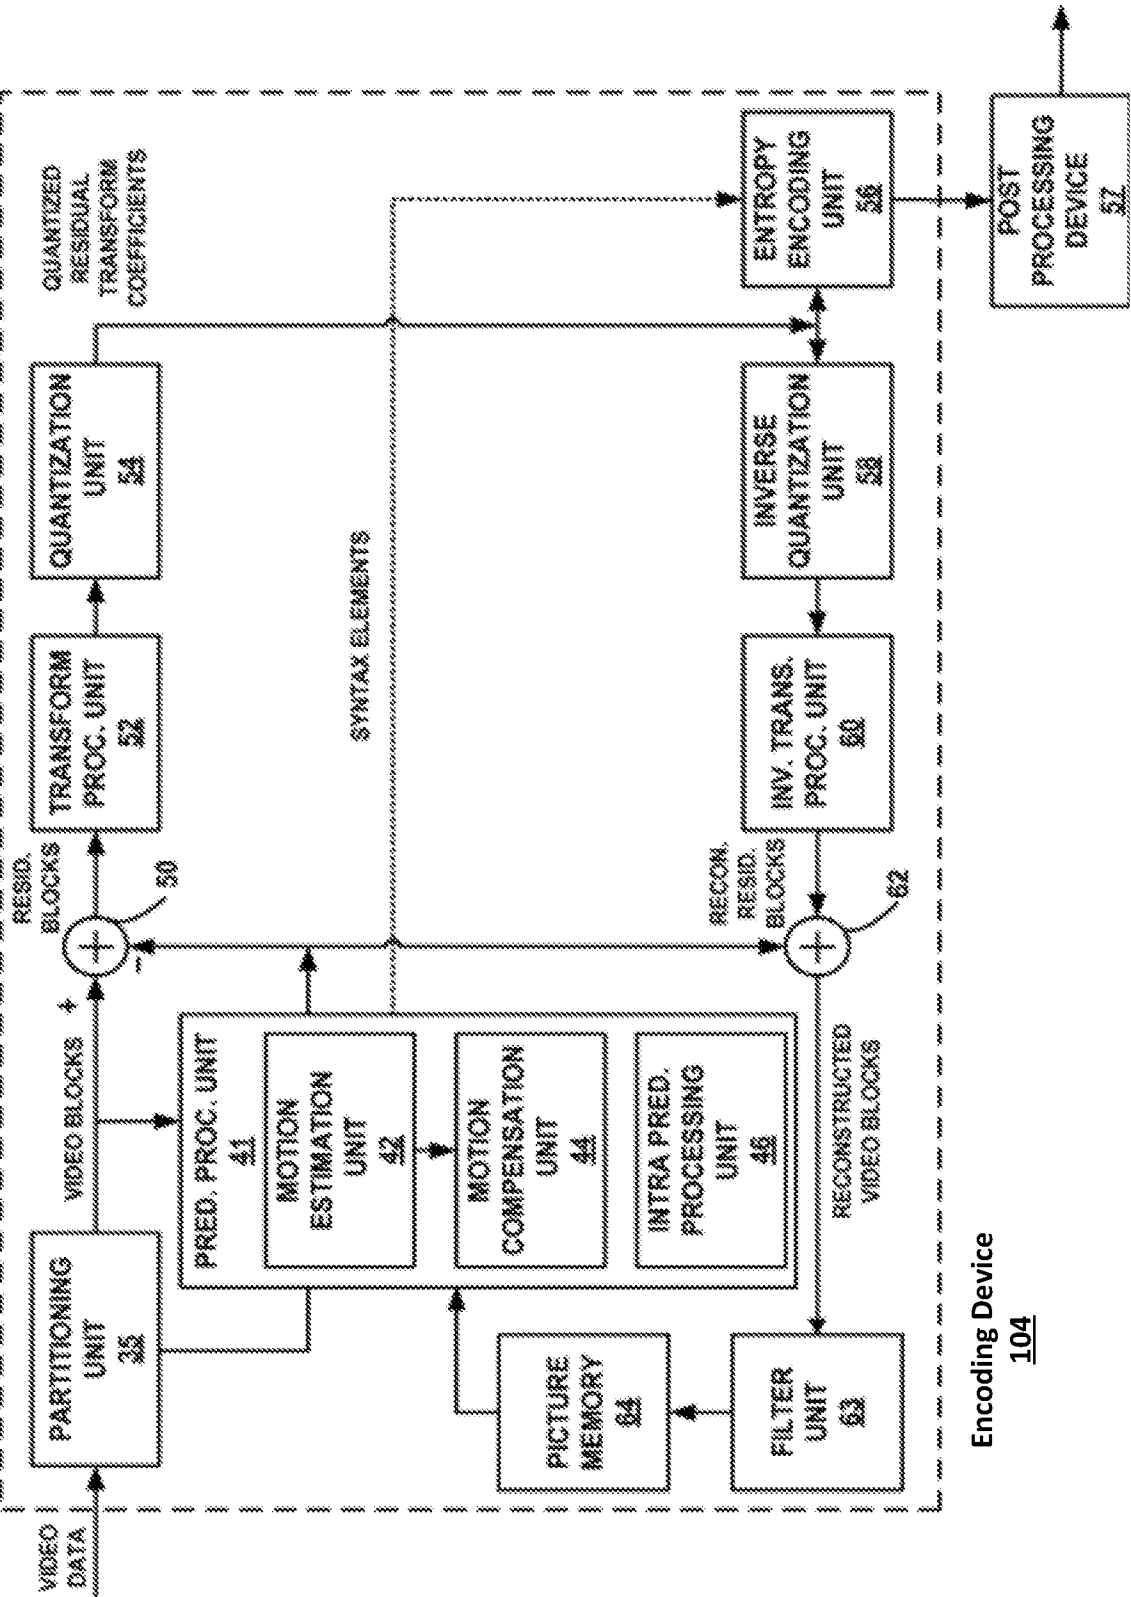 VIDEO
DATA
PARTITIONING
UNIT
35
VIDEO BLOCKS
+
-
50
RESID.
BLOCKS
TRANSFORM
PROC. UNIT
52
QUANTIZATION
UNIT
54
QUANTIZED
RESIDUAL
TRANSFORM
COEFFICIENTS
PRED. PROC. UNIT
41
MOTION
ESTIMATION
UNIT
42
MOTION
COMPENSATION
UNIT
44
INTRA PRED.
PROCESSING
UNIT
46
SYNTAX ELEMENTS
PICTURE
MEMORY
64
FILTER
UNIT
63
RECONSTRUCTED
VIDEO BLOCKS
62
RECON.
RESID.
BLOCKS
INV. TRANS.
PROC. UNIT
60
INVERSE
QUANTIZATION
UNIT
58
ENTROPY
ENCODING
UNIT
56
POST
PROCESSING
DEVICE
57
Encoding Device
104